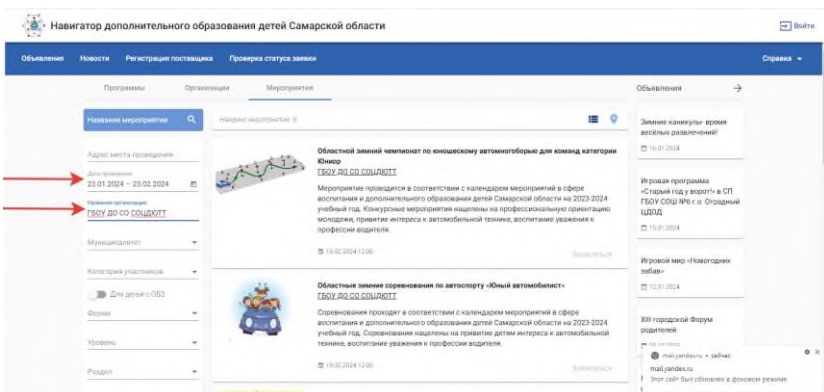 Навигатор дополнительного образования детей Самарской области
Войти
Объявления Новости Регистрация поставщика Проверка статуса заявки Справка
Программы Организации Мероприятия
Название мероприятия
Найдено мероприятий: 8
Адрес места проведения
Дата проведения
23.01.2024 – 23.02.2024
Название организации
ГБОУ ДО СО СОЦДЮТТ
Муниципалитет
Категория участников
Для детей с ОВЗ
Форма
Уровень
Раздел
Областной зимний чемпионат по юношескому автомногоборью для команд категории
Юниор
ГБОУ ДО СО СОЦДЮТТ
Мероприятие проводится в соответствии с календарем мероприятий в сфере
воспитания и дополнительного образования детей Самарской области на 2023-2024
учебный год. Конкурсные мероприятия нацелены на профессиональную ориентацию
молодежи, привитие интереса к автомобильной технике, воспитание уважения к
профессии водителя.
19.02.2024 12:00
Записаться
Областные зимние соревнования по автоспорту «Юный автомобилист»
ГБОУ ДО СО СОЦДЮТТ
Соревнования проходят в соответствии с календарем мероприятий в сфере
воспитания и дополнительного образования детей Самарской области на 2023-2024
учебный год. Соревнования нацелены на привитие детям интереса к автомобильной
технике, воспитание уважения к профессии водителя.
19.02.2024 12:00
Записаться
Объявления
Зимние каникулы- время
весёлых развлечений!
16.01.2024
Игровая программа
«Старый год у ворот!» в СП
ГБОУ СОШ №6 г.о. Отрадный
ЦДОД
15.01.2024
Игровой мир «Новогодних
забав»
12.01.2024
XIII городской Форум
родителей
mail.yandex.ru • сейчас
mail.yandex.ru
Этот сайт был обновлен в фоновом режиме